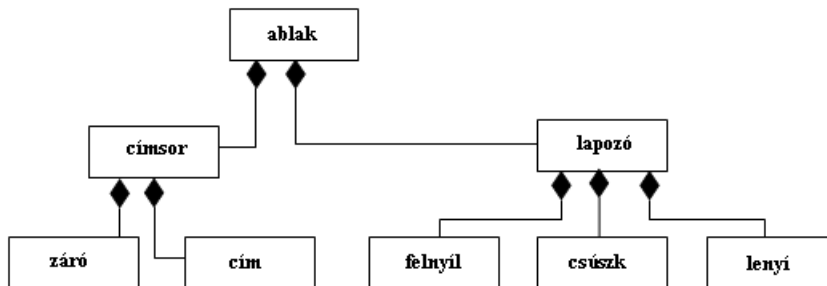 ablak
címsor
lapozó
záró
cím
felnyíl
csúszk
lenyí